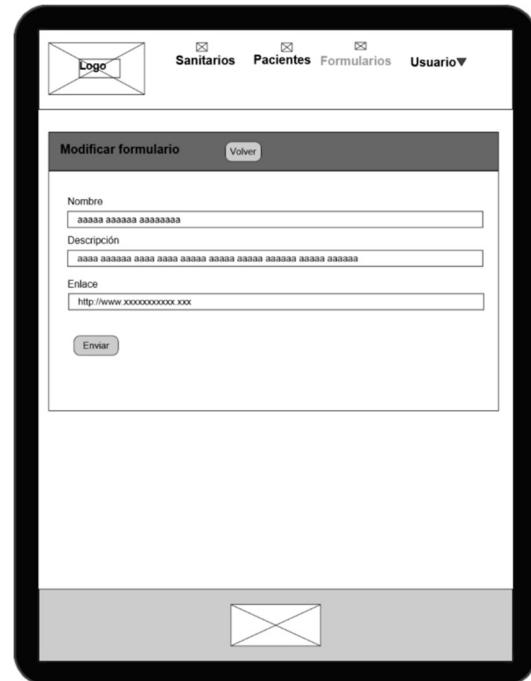 Logo
Sanitarios Pacientes Formularios Usuario▼
Modificar formulario Volver
Nombre
aaaaa aaaaaa aaaaaaaa
Descripción
aaaa aaaaaa aaaa aaaa aaaaa aaaaa aaaaa aaaaaa aaaaa aaaaaa
Enlace
http://www.xxxxxxxxxxx.xxx
Enviar